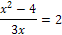 x² − 4 / 3x = 2